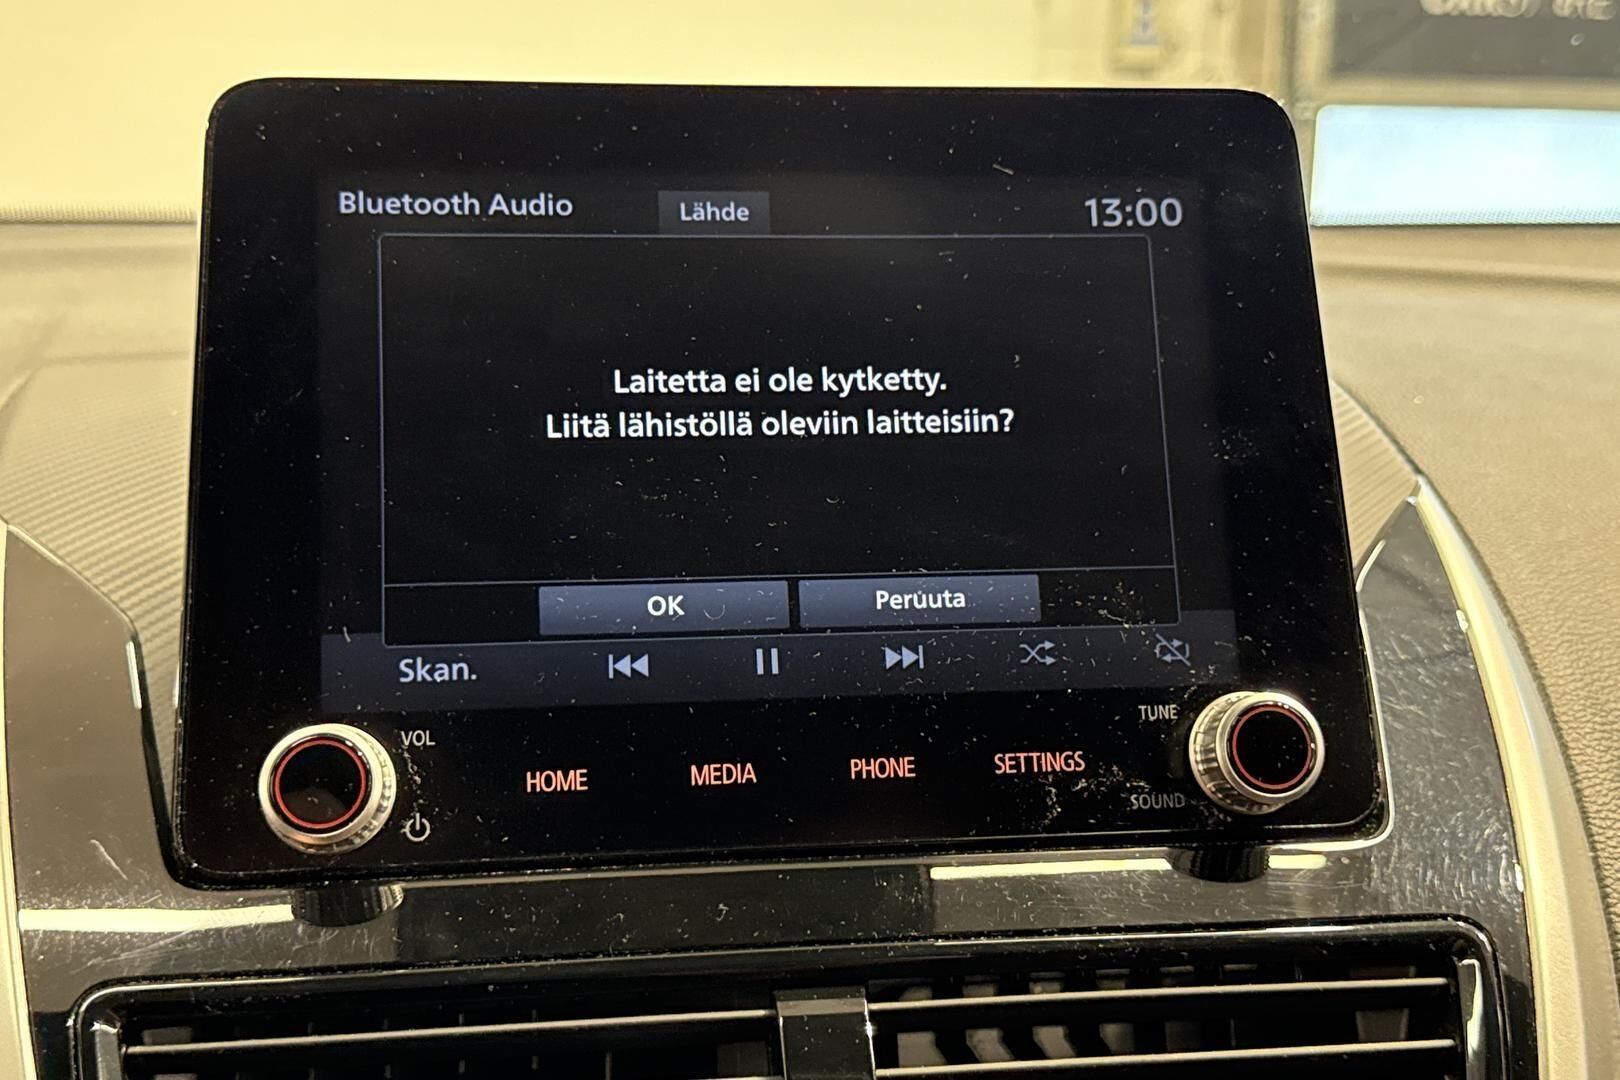 Bluetooth Audio
Lähde
13:00
Laitetta ei ole kytketty.
Liitä lähistöllä oleviin laitteisiin?
OK
Peruuta
Skan.
VOL
HOME
MEDIA
PHONE
SETTINGS
TUNE
SOUND